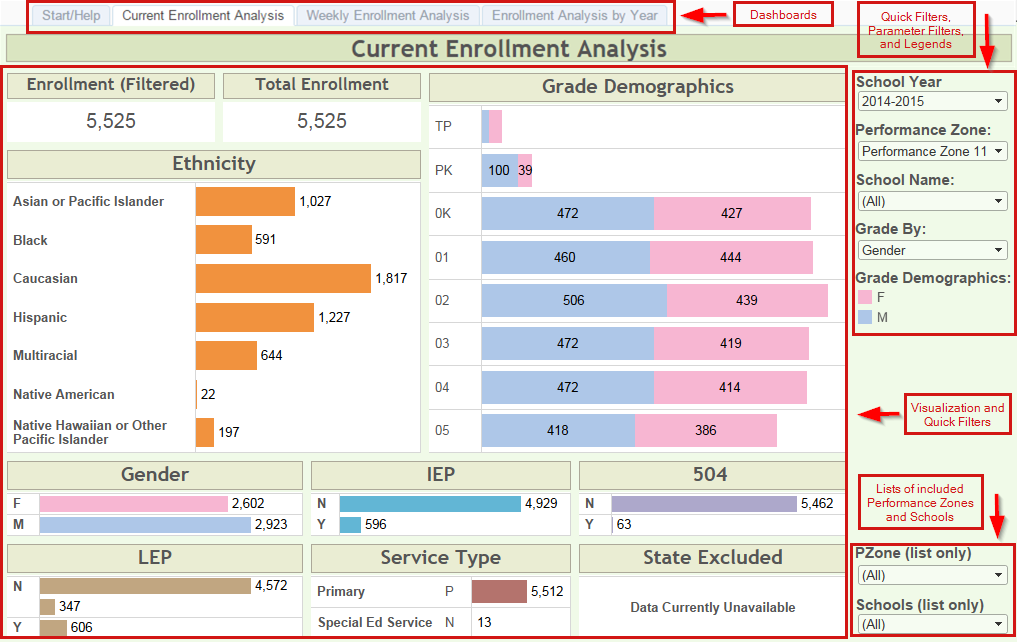 Start/Help Current Enrollment Analysis Weekly Enrollment Analysis Enrollment Analysis by Year
Dashboards
Quick Filters,
Parameter Filters,
and Legends
Current Enrollment Analysis
Enrollment (Filtered)
5,525
Total Enrollment
5,525
Ethnicity
Asian or Pacific Islander 1,027
Black 591
Caucasian 1,817
Hispanic 1,227
Multiracial 644
Native American 22
Native Hawaiian or Other
Pacific Islander 197
Grade Demographics
TP
PK 100 39
0K 472 427
01 460 444
02 506 439
03 472 419
04 472 414
05 418 386
School Year
2014-2015
Performance Zone:
Performance Zone 11
School Name:
(All)
Grade By:
Gender
Grade Demographics:
F
M
Visualization and
Quick Filters
Gender
F 2,602
M 2,923
IEP
N 4,929
Y 596
504
N 5,462
Y 63
Lists of included
Performance Zones
and Schools
LEP
N 4,572
347
Y 606
Service Type
Primary P 5,512
Special Ed Service N 13
State Excluded
Data Currently Unavailable
PZone (list only)
(All)
Schools (list only)
(All)